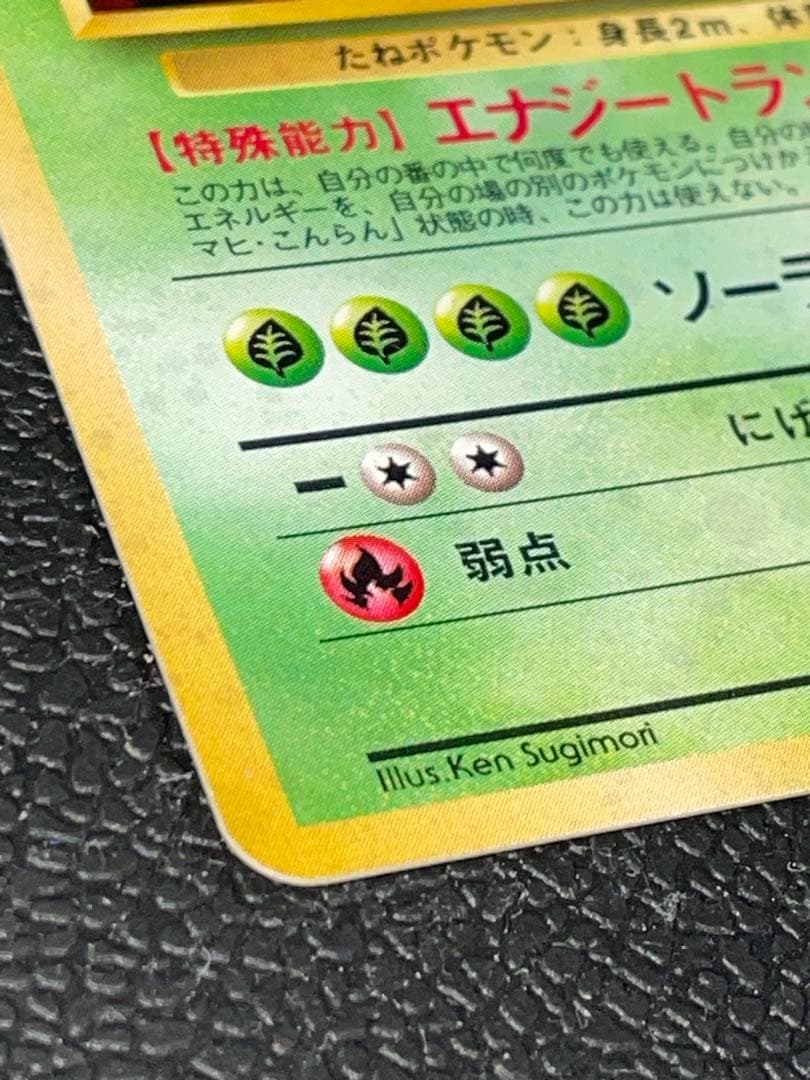 たねポケモン：身長2m、体
【特殊能力】エナジートラン
この力は、自分の番の中で何度でも使える。自分の
エネルギーを、自分の場の別のポケモンにつけか
マヒ・こんらん」状態の時、この力は使えない。
ソーラ
ー
にげ
弱点
Illus.Ken Sugimori